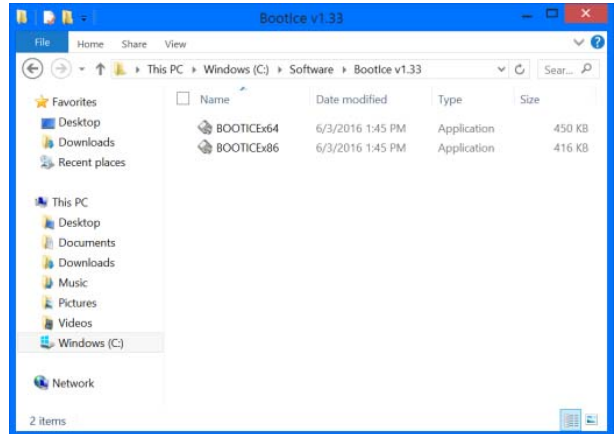 BootIce v1.33
File Home Share View
This PC Windows (C:) Software BootIce v1.33 Sear...
Name Date modified Type Size
Favorites
Desktop
Downloads
Recent places
This PC
Desktop
Documents
Downloads
Music
Pictures
Videos
Windows (C:)
Network
BOOTICEx64 6/3/2016 1:45 PM Application 450 KB
BOOTICEx86 6/3/2016 1:45 PM Application 416 KB
2 items